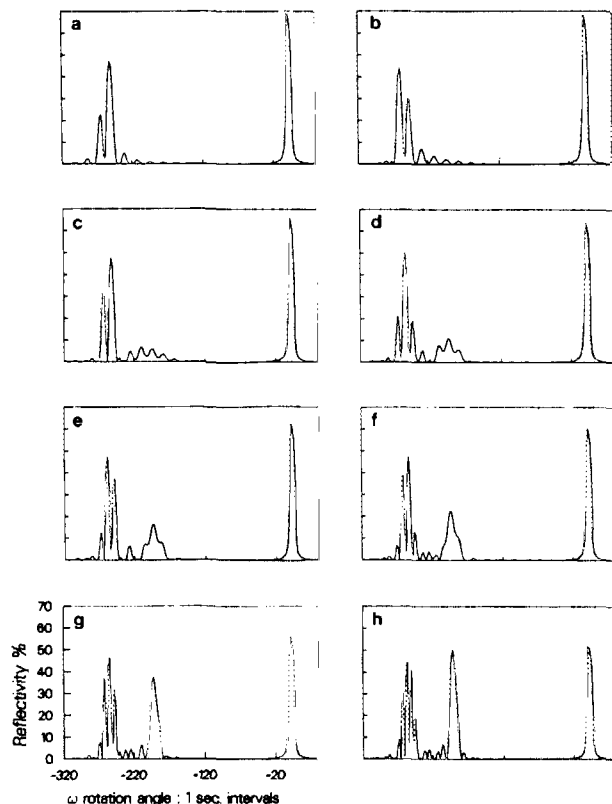 a
b
c
d
e
f
g
h
Reflectivity %
70
60
50
40
30
20
10
0
-320
-220
-120
-20
ω rotation angle : 1 sec. intervals